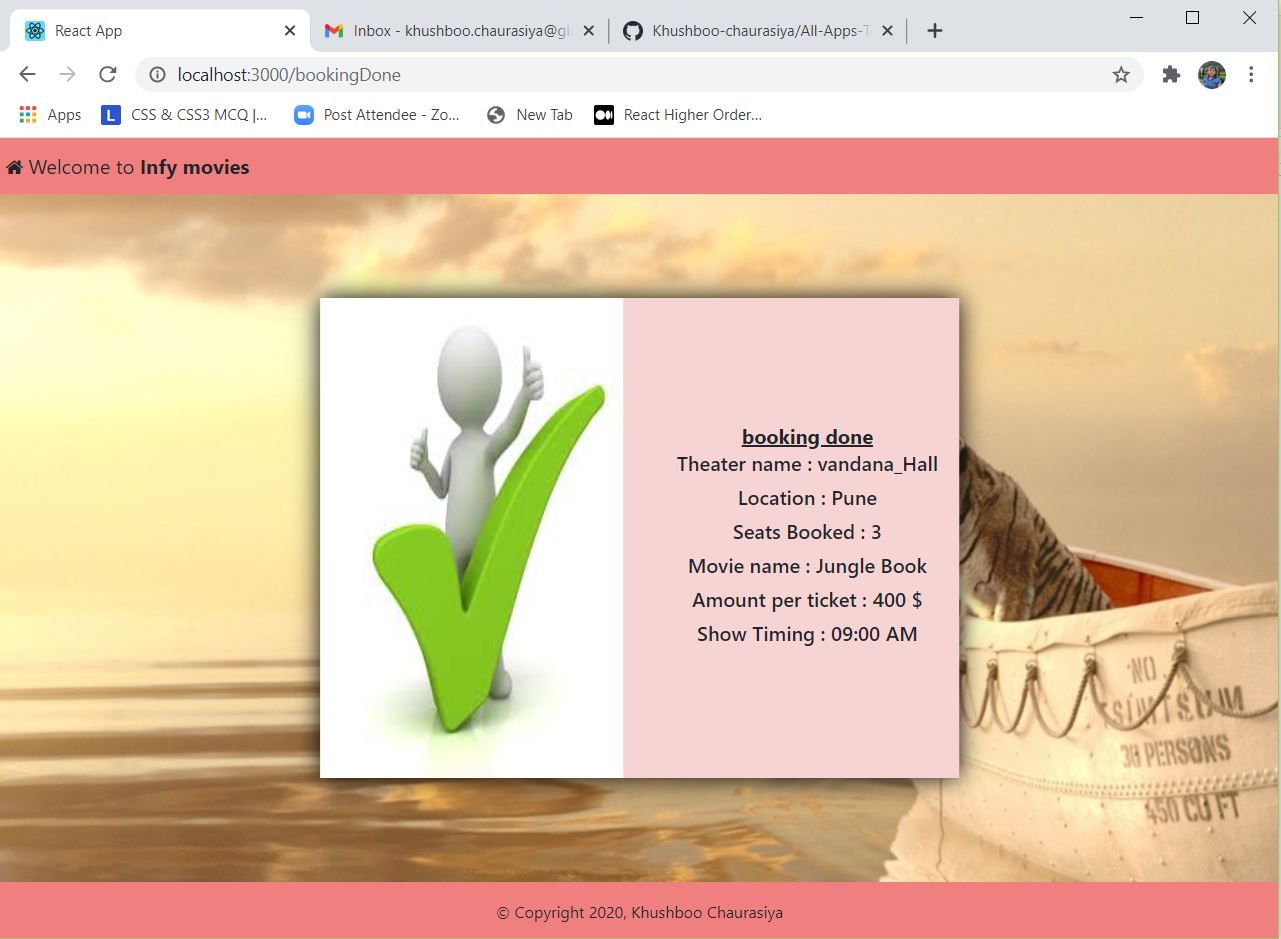 React App
Inbox - khushboo.chaurasiya@gl
Khushboo-chaurasiya/All-Apps-T
localhost:3000/bookingDone
Apps
L CSS & CSS3 MCQ |...
Post Attendee - Zo...
New Tab
React Higher Order...
Welcome to Infy movies
booking done
Theater name : vandana_Hall
Location : Pune
Seats Booked : 3
Movie name : Jungle Book
Amount per ticket : 400 $
Show Timing : 09:00 AM
NO.
30 PERSONS
450 CU FT
© Copyright 2020, Khushboo Chaurasiya